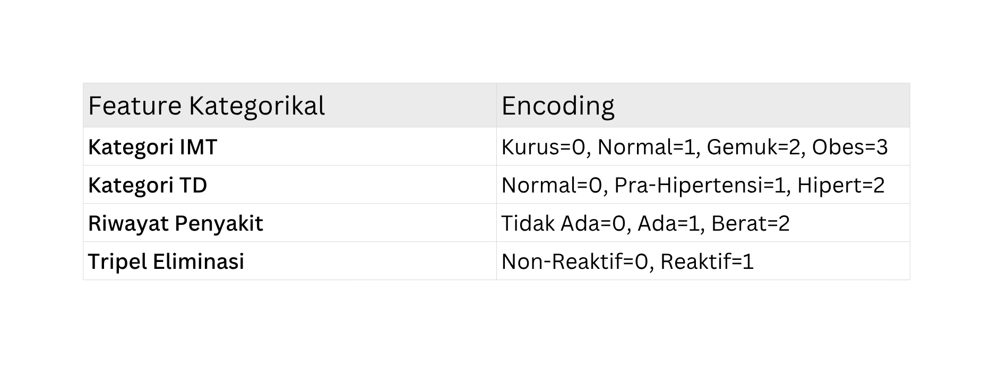 Feature Kategorikal Encoding
Kategori IMT Kurus=0, Normal=1, Gemuk=2, Obes=3
Kategori TD Normal=0, Pra-Hipertensi=1, Hipert=2
Riwayat Penyakit Tidak Ada=0, Ada=1, Berat=2
Tripel Eliminasi Non-Reaktif=0, Reaktif=1